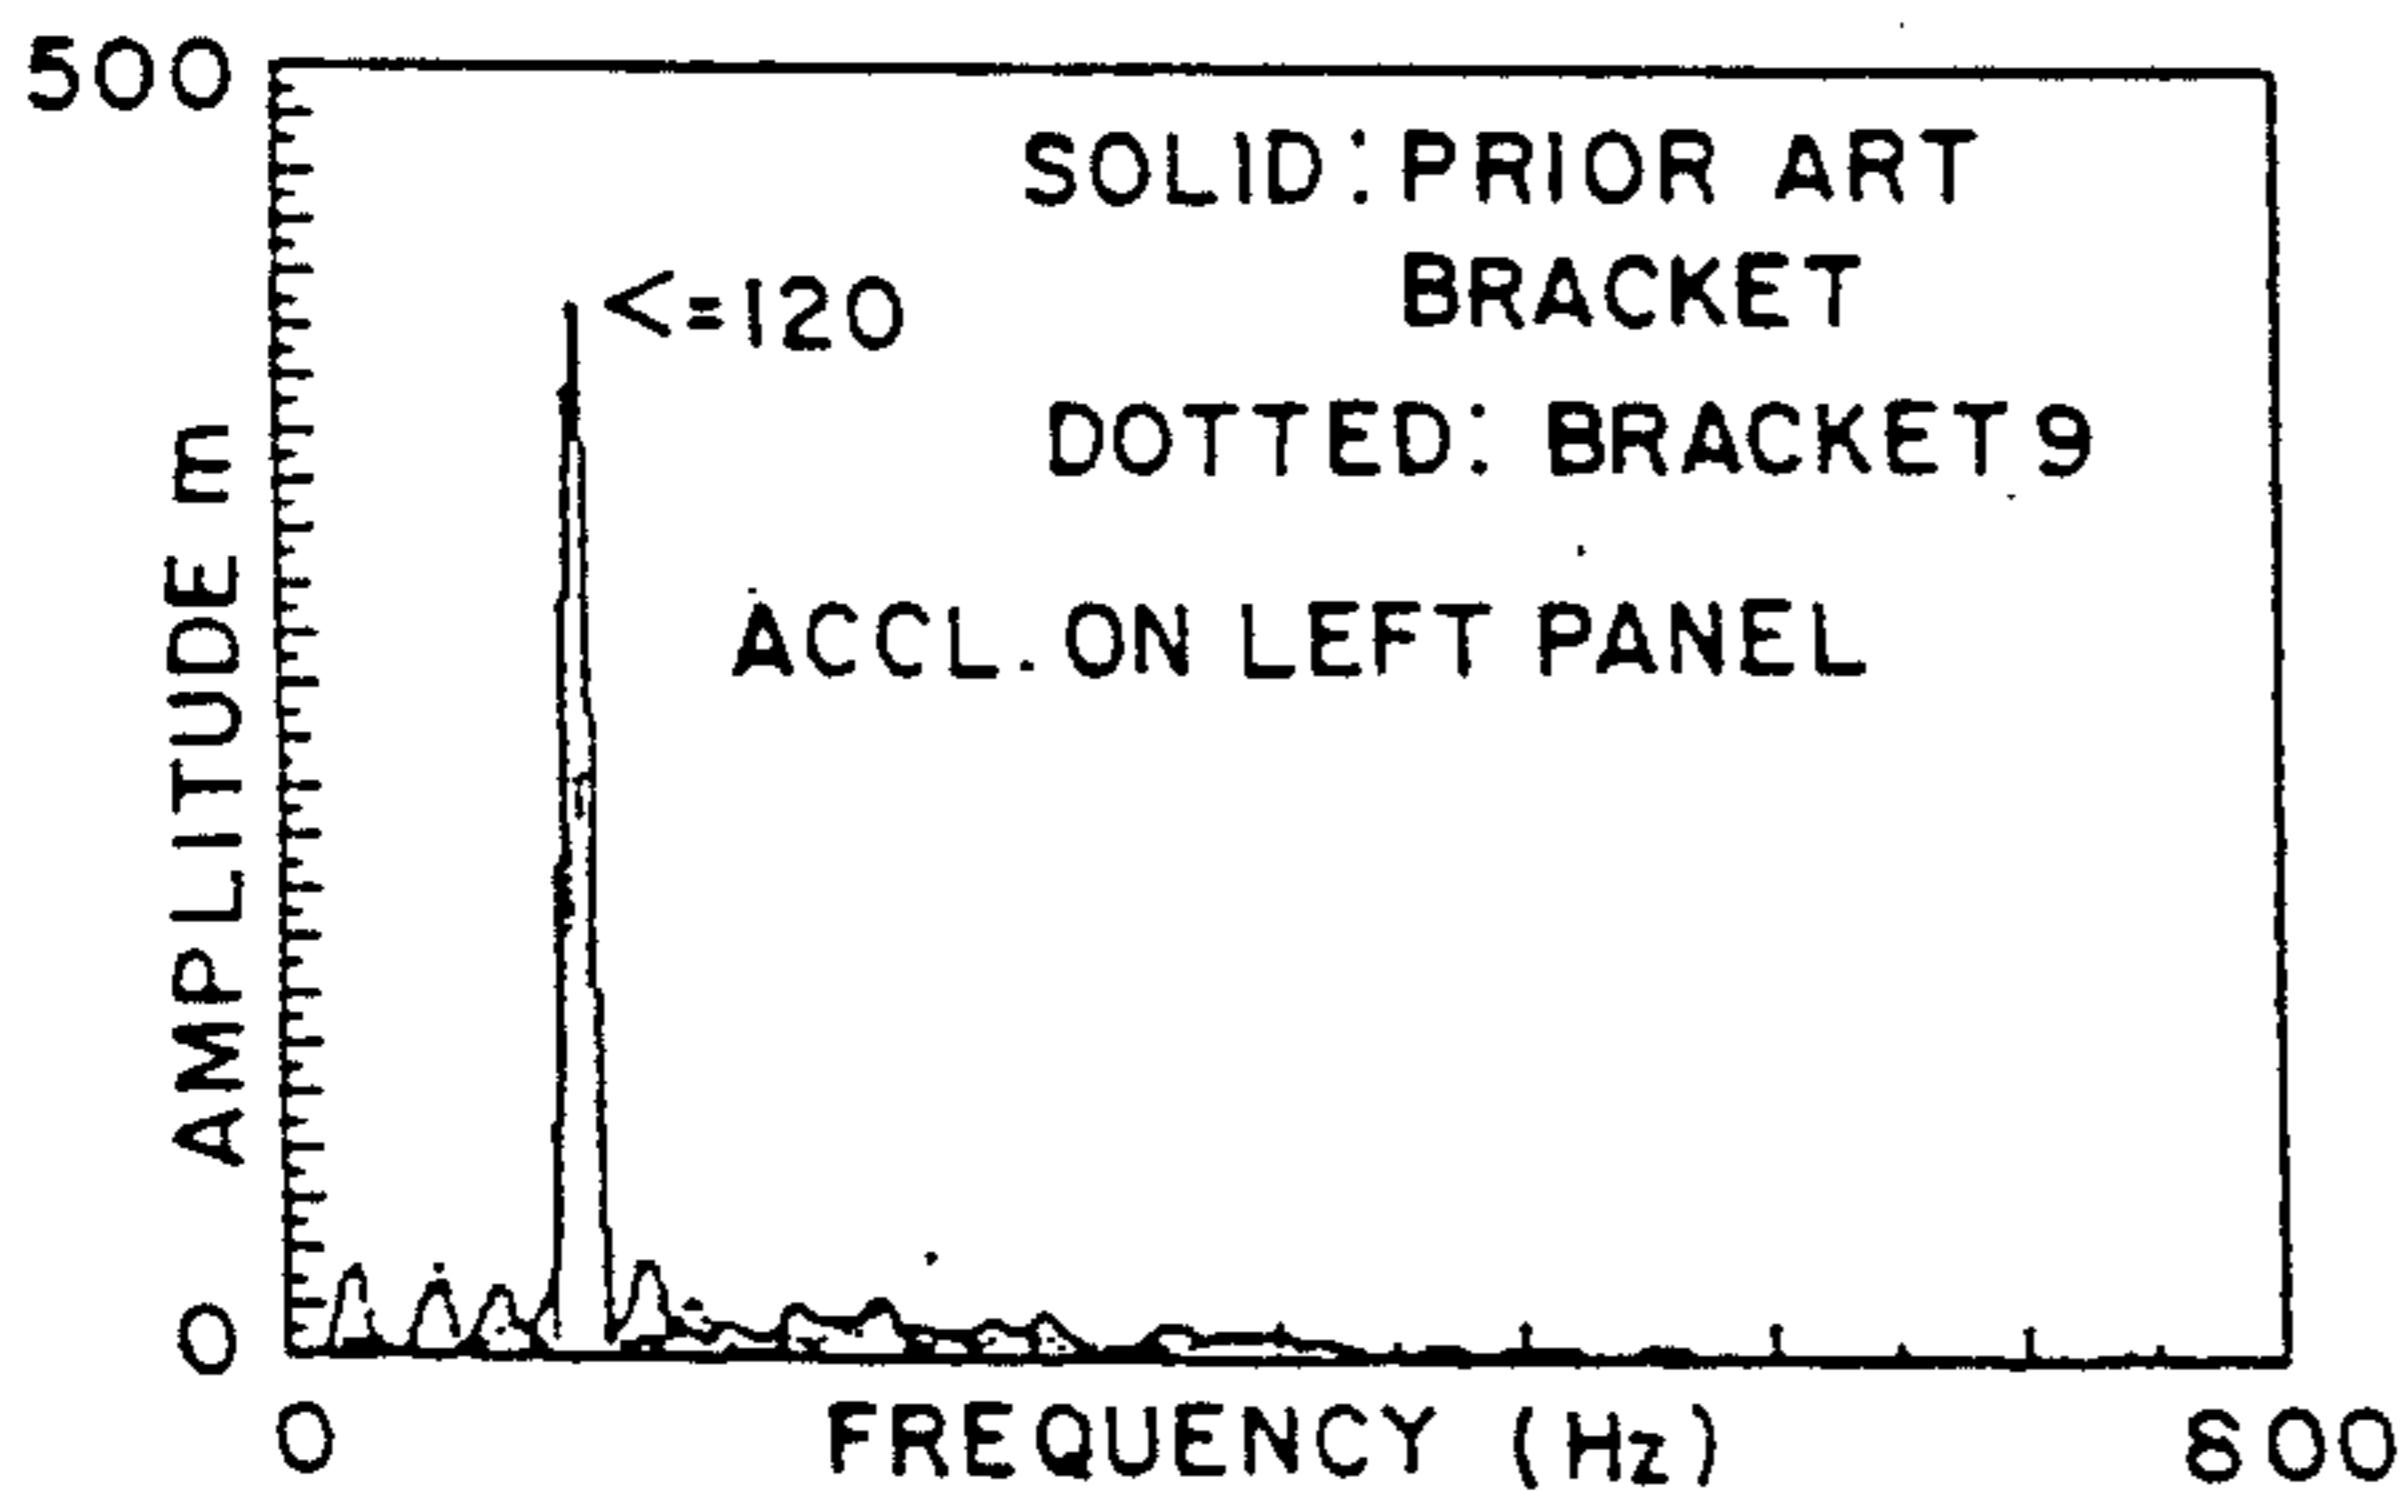 500
SOLID: PRIOR ART
BRACKET
<=120
DOTTED: BRACKET 9
ACCL. ON LEFT PANEL
AMPLITUDE m
0
0
FREQUENCY (Hz)
800